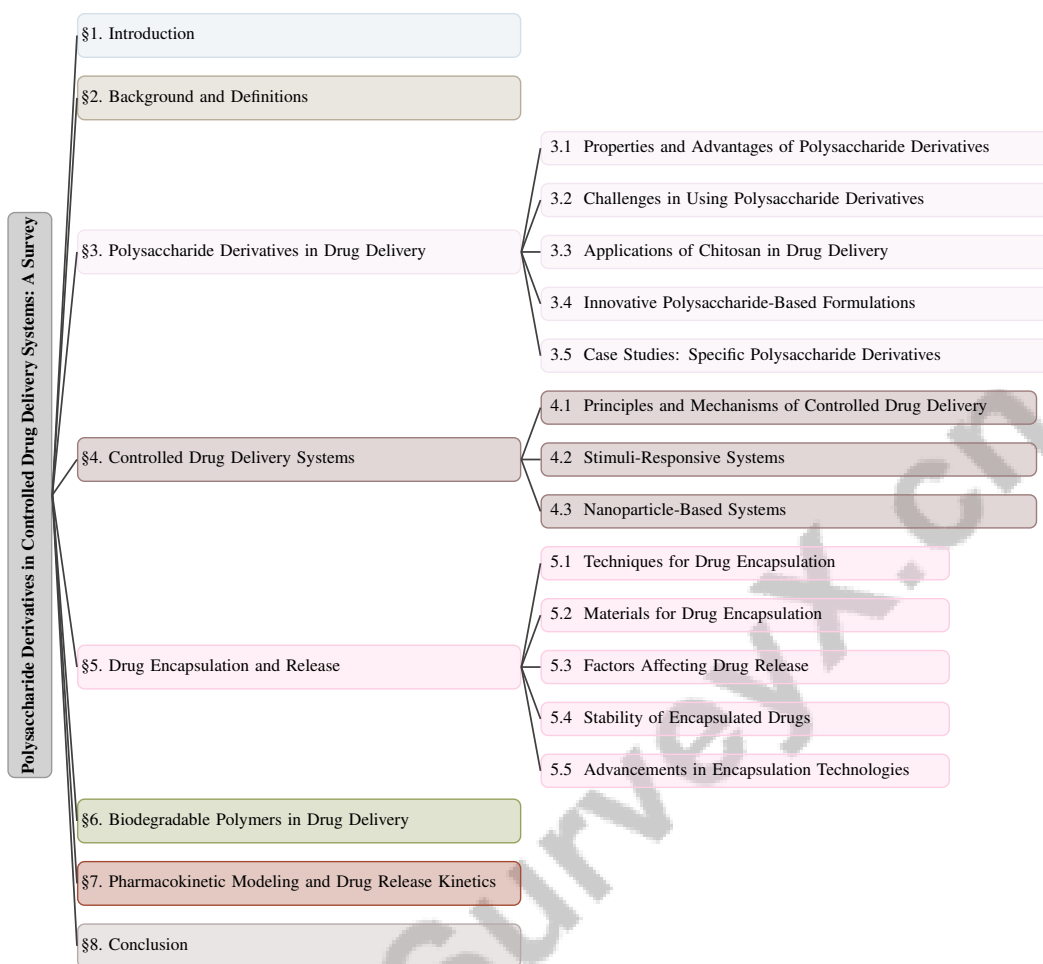 Polysaccharide Derivatives in Controlled Drug Delivery Systems: A Survey
§1. Introduction
§2. Background and Definitions
§3. Polysaccharide Derivatives in Drug Delivery
3.1 Properties and Advantages of Polysaccharide Derivatives
3.2 Challenges in Using Polysaccharide Derivatives
3.3 Applications of Chitosan in Drug Delivery
3.4 Innovative Polysaccharide-Based Formulations
3.5 Case Studies: Specific Polysaccharide Derivatives
§4. Controlled Drug Delivery Systems
4.1 Principles and Mechanisms of Controlled Drug Delivery
4.2 Stimuli-Responsive Systems
4.3 Nanoparticle-Based Systems
§5. Drug Encapsulation and Release
5.1 Techniques for Drug Encapsulation
5.2 Materials for Drug Encapsulation
5.3 Factors Affecting Drug Release
5.4 Stability of Encapsulated Drugs
5.5 Advancements in Encapsulation Technologies
§6. Biodegradable Polymers in Drug Delivery
§7. Pharmacokinetic Modeling and Drug Release Kinetics
§8. Conclusion
Surveyx.cn